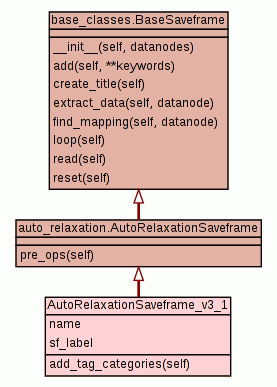 base_classes.BaseSaveframe
__init__(self, datanodes)
add(self, **keywords)
create_title(self)
extract_data(self, datanode)
find_mapping(self, datanode)
loop(self)
read(self)
reset(self)
auto_relaxation.AutoRelaxationSaveframe
pre_ops(self)
AutoRelaxationSaveframe_v3_1
name
sf_label
add_tag_categories(self)